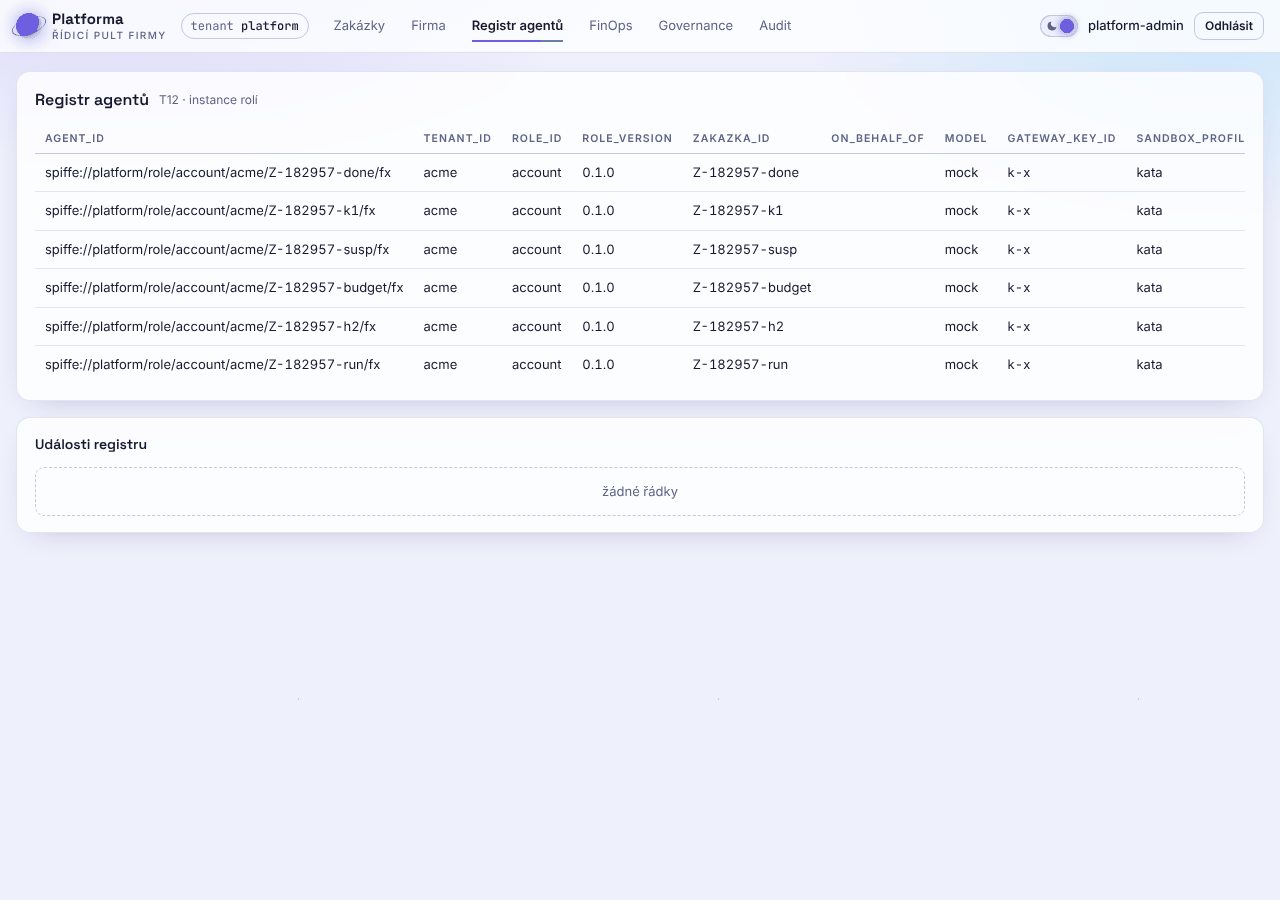 Platforma
ŘÍDICÍ PULT FIRMY
tenant platform
Zakázky Firma Registr agentů FinOps Governance Audit
platform-admin
Odhlásit
Registr agentů T12 · instance rolí
AGENT_ID TENANT_ID ROLE_ID ROLE_VERSION ZAKAZKA_ID ON_BEHALF_OF MODEL GATEWAY_KEY_ID SANDBOX_PROFIL
spiffe://platform/role/account/acme/Z-182957-done/fx acme account 0.1.0 Z-182957-done mock k-x kata
spiffe://platform/role/account/acme/Z-182957-k1/fx acme account 0.1.0 Z-182957-k1 mock k-x kata
spiffe://platform/role/account/acme/Z-182957-susp/fx acme account 0.1.0 Z-182957-susp mock k-x kata
spiffe://platform/role/account/acme/Z-182957-budget/fx acme account 0.1.0 Z-182957-budget mock k-x kata
spiffe://platform/role/account/acme/Z-182957-h2/fx acme account 0.1.0 Z-182957-h2 mock k-x kata
spiffe://platform/role/account/acme/Z-182957-run/fx acme account 0.1.0 Z-182957-run mock k-x kata
Události registru
žádné řádky